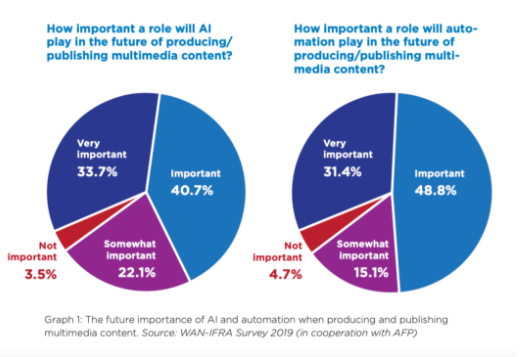 How important a role will AI
play in the future of producing/
publishing multimedia content?
Very
important
33.7%
Important
40.7%
Not
important
3.5%
Somewhat
important
22.1%
How important a role will auto-
mation play in the future of
producing/publishing multi-
media content?
Very
important
31.4%
Important
48.8%
Not
important
4.7%
Somewhat
important
15.1%
Graph 1: The future importance of AI and automation when producing and publishing
multimedia content. Source: WAN-IFRA Survey 2019 (in cooperation with AFP)